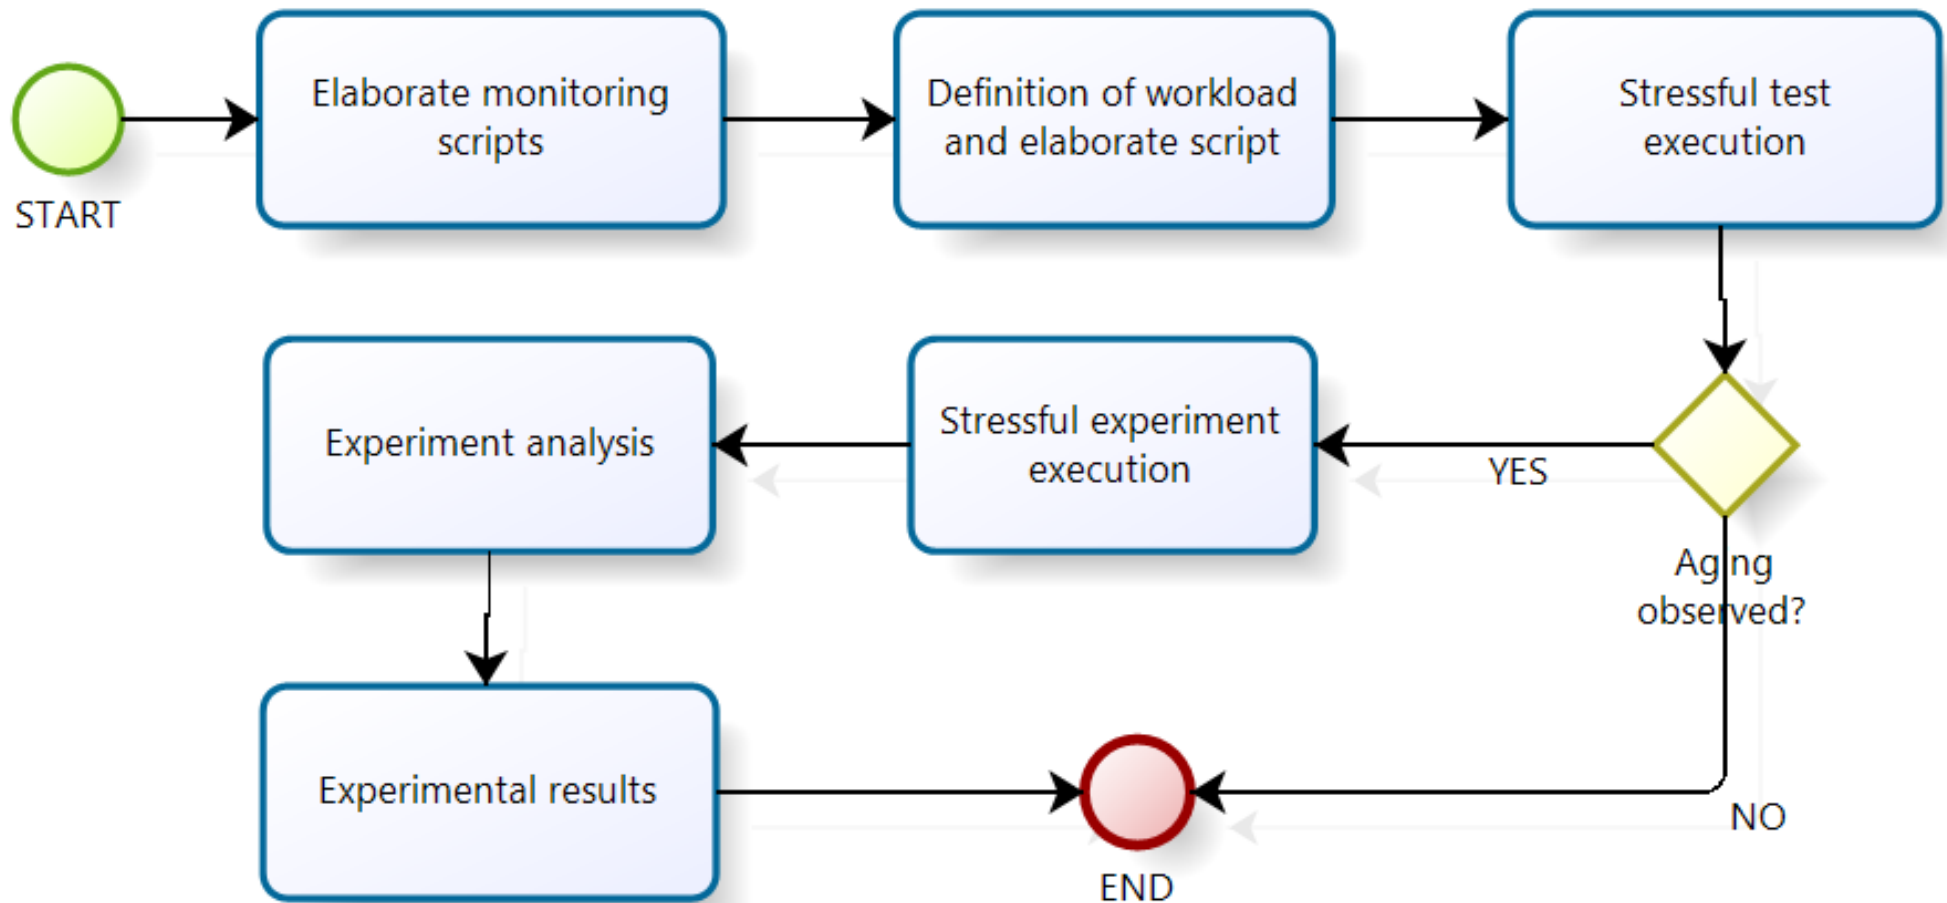 START
Elaborate monitoring
scripts
Definition of workload
and elaborate script
Stressful test
execution
Aging
observed?
YES
Stressful experiment
execution
Experiment analysis
Experimental results
NO
END